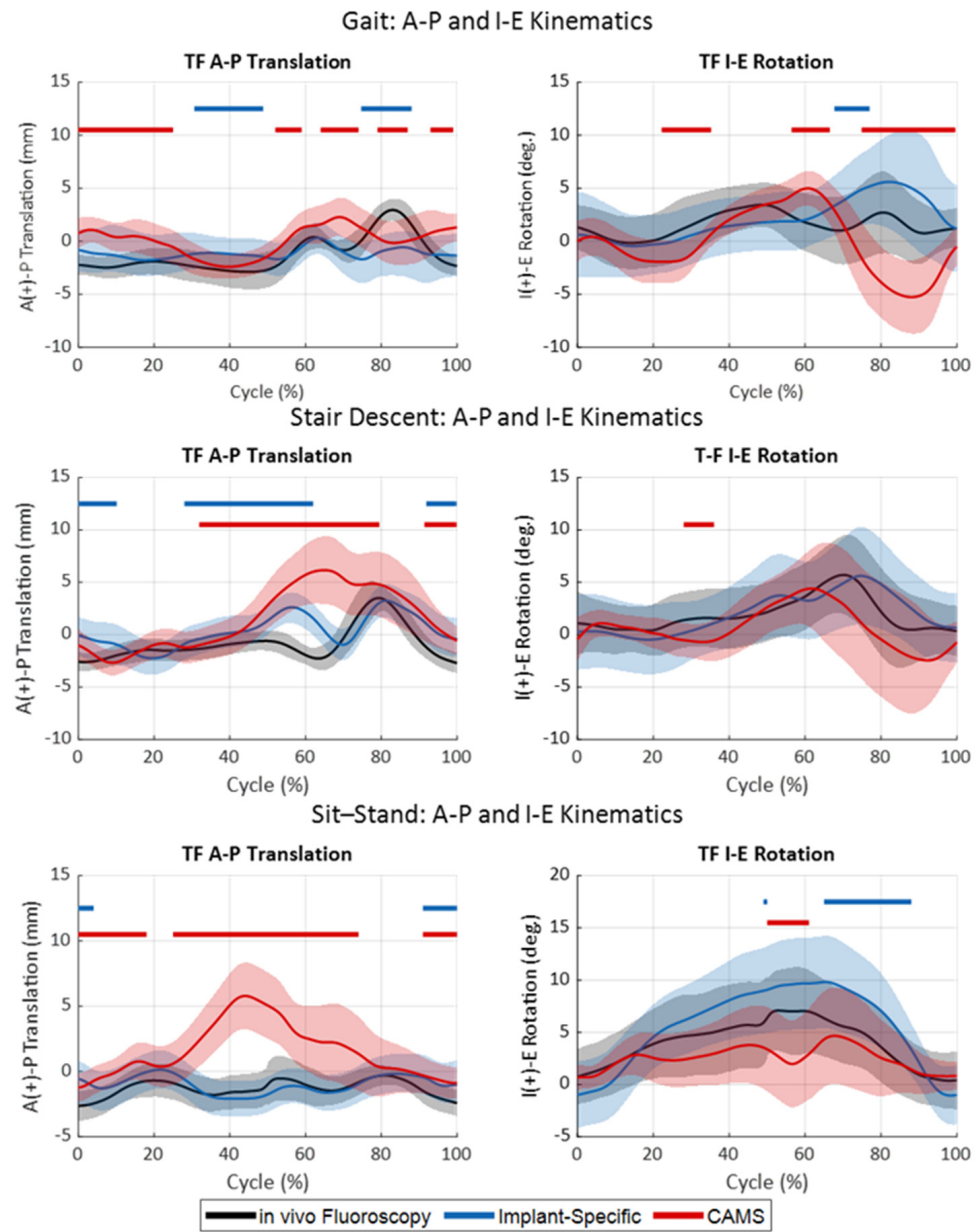 Gait: A-P and I-E Kinematics
TF A-P Translation
TF I-E Rotation
A(+)-P Translation (mm)
15
10
5
0
-5
-10
0 20 40 60 80 100
Cycle (%)
I(+)-E Rotation (deg.)
15
10
5
0
-5
-10
0 20 40 60 80 100
Cycle (%)
Stair Descent: A-P and I-E Kinematics
TF A-P Translation
T-F I-E Rotation
A(+)-P Translation (mm)
15
10
5
0
-5
-10
0 20 40 60 80 100
Cycle (%)
I(+)-E Rotation (deg.)
15
10
5
0
-5
-10
0 20 40 60 80 100
Cycle (%)
Sit–Stand: A-P and I-E Kinematics
TF A-P Translation
TF I-E Rotation
A(+)-P Translation (mm)
15
10
5
0
-5
0 20 40 60 80 100
Cycle (%)
I(+)-E Rotation (deg.)
20
15
10
5
0
-5
0 20 40 60 80 100
Cycle (%)
in vivo Fluoroscopy Implant-Specific CAMS